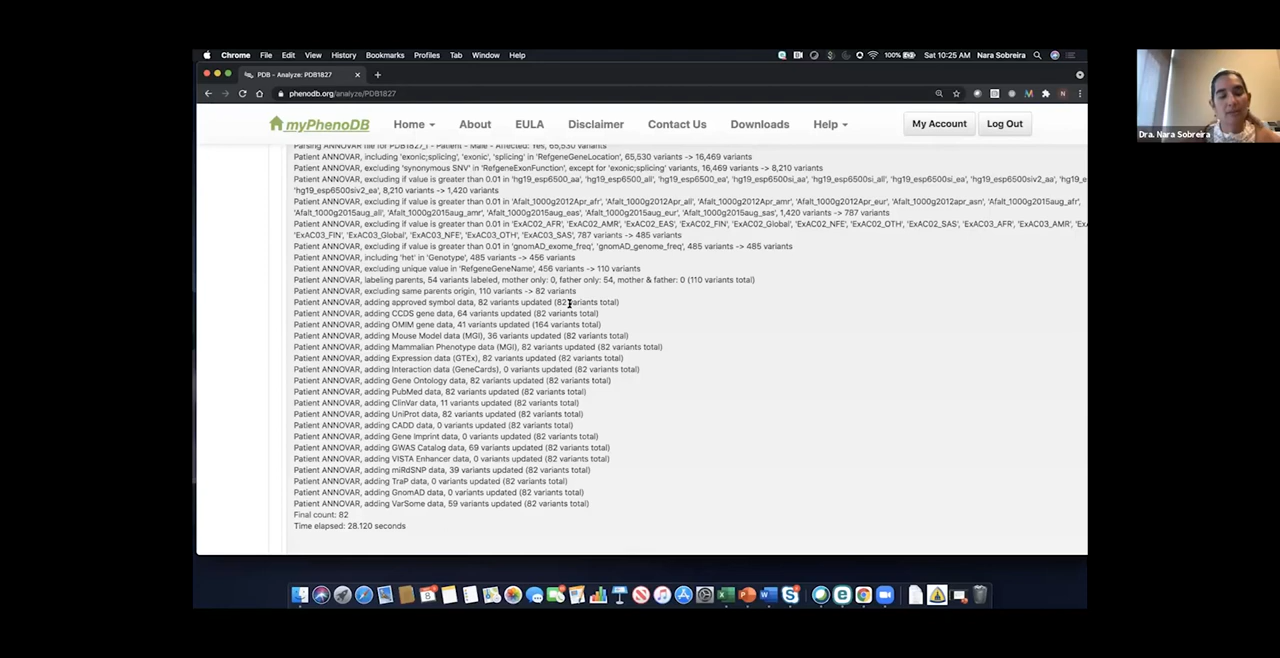 Chrome File Edit View History Bookmarks Profiles Tab Window Help 100% Sat 10:25 AM Nara Sobreira
PDB - Analyze: PDB1827
phenodb.org/analyze/PDB1827
myPhenoDB Home About EULA Disclaimer Contact Us Downloads Help My Account Log Out
Dra. Nara Sobreira
Parsing ANNOVAR file for PDB1827_1 - Patient - Male - Affected: Yes, 65,530 variants
Patient ANNOVAR, including 'exonic;splicing', 'exonic', 'splicing' in 'RefgeneGeneLocation', 65,530 variants -> 16,469 variants
Patient ANNOVAR, excluding 'synonymous SNV' in 'RefgeneExonFunction', except for 'exonic;splicing' variants, 16,469 variants -> 8,210 variants
Patient ANNOVAR, excluding if value is greater than 0.01 in 'hg19_esp6500_aa', 'hg19_esp6500_all', 'hg19_esp6500_ea', 'hg19_esp6500si_aa', 'hg19_esp6500si_all', 'hg19_esp6500si_ea', 'hg19_esp6500siv2_aa', 'hg19_es
'hg19_esp6500siv2_ea', 8,210 variants -> 1,420 variants
Patient ANNOVAR, excluding if value is greater than 0.01 in 'Afalt_1000g2012Apr_afr', 'Afalt_1000g2012Apr_all', 'Afalt_1000g2012Apr_amr', 'Afalt_1000g2012Apr_eur', 'Afalt_1000g2012apr_asn', 'Afalt_1000g2015aug_afr',
'Afalt_1000g2015aug_all', 'Afalt_1000g2015aug_amr', 'Afalt_1000g2015aug_eas', 'Afalt_1000g2015aug_eur', 'Afalt_1000g2015aug_sas', 1,420 variants -> 787 variants
Patient ANNOVAR, excluding if value is greater than 0.01 in 'ExAC02_AFR', 'ExAC02_AMR', 'ExAC02_EAS', 'ExAC02_FIN', 'ExAC02_Global', 'ExAC02_NFE', 'ExAC02_OTH', 'ExAC02_SAS', 'ExAC03_AFR', 'ExAC03_AMR', 'Ex
'ExAC03_FIN', 'ExAC03_Global', 'ExAC03_NFE', 'ExAC03_OTH', 'ExAC03_SAS', 787 variants -> 485 variants
Patient ANNOVAR, excluding if value is greater than 0.01 in 'gnomAD_exome_freq', 'gnomAD_genome_freq', 485 variants -> 485 variants
Patient ANNOVAR, including 'het' in 'Genotype', 485 variants -> 456 variants
Patient ANNOVAR, excluding unique value in 'RefgeneGeneName', 456 variants -> 110 variants
Patient ANNOVAR, labeling parents, 54 variants labeled, mother only: 0, father only: 54, mother & father: 0 (110 variants total)
Patient ANNOVAR, excluding same parents origin, 110 variants -> 82 variants
Patient ANNOVAR, adding approved symbol data, 82 variants updated (82 variants total)
Patient ANNOVAR, adding CCDS gene data, 64 variants updated (82 variants total)
Patient ANNOVAR, adding OMIM gene data, 41 variants updated (164 variants total)
Patient ANNOVAR, adding Mouse Model data (MGI), 36 variants updated (82 variants total)
Patient ANNOVAR, adding Mammalian Phenotype data (MGI), 82 variants updated (82 variants total)
Patient ANNOVAR, adding Expression data (GTEx), 82 variants updated (82 variants total)
Patient ANNOVAR, adding Interaction data (GeneCards), 0 variants updated (82 variants total)
Patient ANNOVAR, adding Gene Ontology data, 82 variants updated (82 variants total)
Patient ANNOVAR, adding PubMed data, 82 variants updated (82 variants total)
Patient ANNOVAR, adding ClinVar data, 11 variants updated (82 variants total)
Patient ANNOVAR, adding UniProt data, 82 variants updated (82 variants total)
Patient ANNOVAR, adding CADD data, 0 variants updated (82 variants total)
Patient ANNOVAR, adding Gene Imprint data, 0 variants updated (82 variants total)
Patient ANNOVAR, adding GWAS Catalog data, 69 variants updated (82 variants total)
Patient ANNOVAR, adding VISTA Enhancer data, 0 variants updated (82 variants total)
Patient ANNOVAR, adding miRdSNP data, 39 variants updated (82 variants total)
Patient ANNOVAR, adding TraP data, 0 variants updated (82 variants total)
Patient ANNOVAR, adding GnomAD data, 0 variants updated (82 variants total)
Patient ANNOVAR, adding VarSome data, 59 variants updated (82 variants total)
Final count: 82
Time elapsed: 28.120 seconds